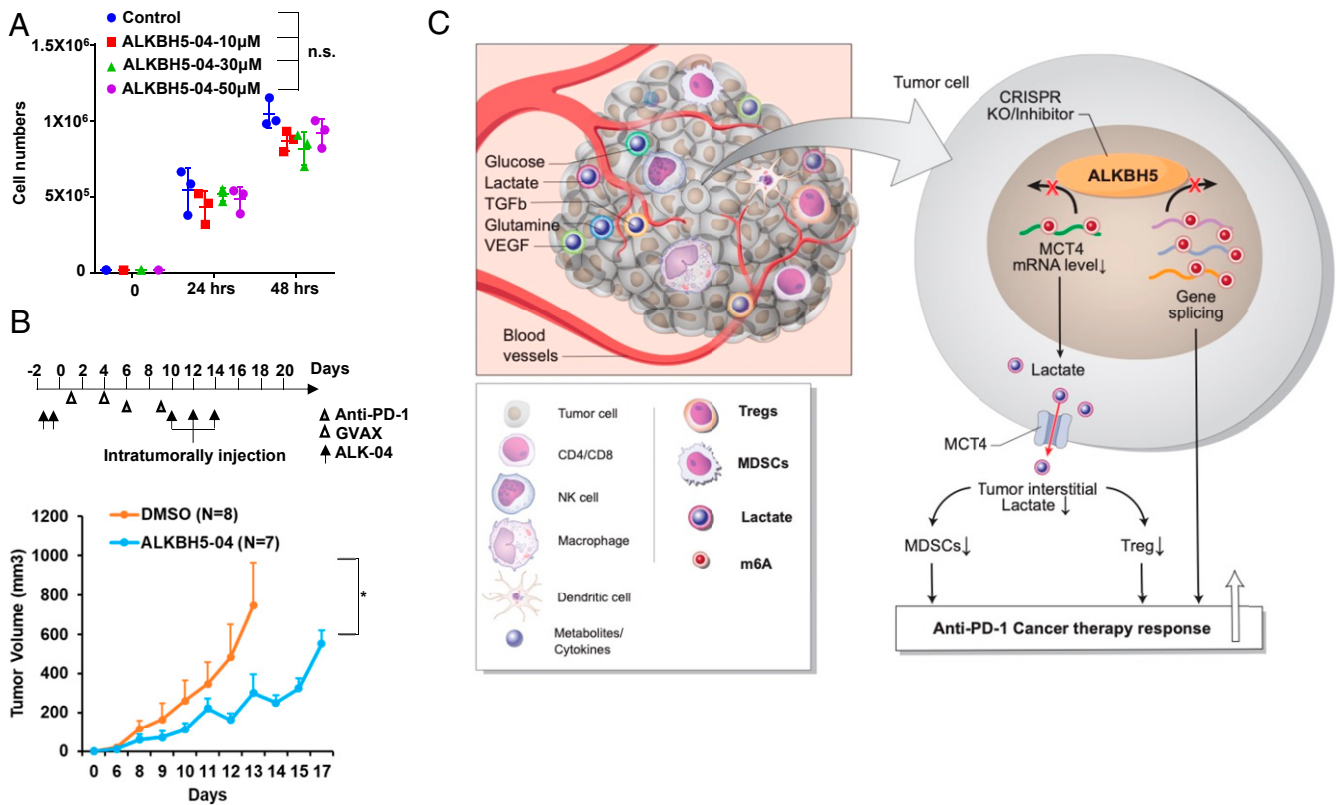 A
Control
ALKBH5-04-10μM
ALKBH5-04-30μM
ALKBH5-04-50μM
n.s.
1.5X10⁶
1X10⁶
5X10⁵
0
Cell numbers
0
24 hrs
48 hrs
B
-2 0 2 4 6 8 10 12 14 16 18 20 Days
Intratumorally injection
Anti-PD-1
GVAX
ALK-04
DMSO (N=8)
ALKBH5-04 (N=7)
*
1200
1000
800
600
400
200
0
Tumor Volume (mm3)
0 6 8 9 10 11 12 13 14 15 17
Days
C
Glucose
Lactate
TGFb
Glutamine
VEGF
Blood
vessels
Tumor cell
CD4/CD8
NK cell
Macrophage
Dendritic cell
Metabolites/
Cytokines
Tregs
MDSCs
Lactate
m6A
Tumor cell
CRISPR
KO/Inhibitor
ALKBH5
X
X
MCT4
mRNA level↓
Gene
splicing
Lactate
MCT4
Tumor interstitial
Lactate ↓
MDSCs↓
Treg↓
Anti-PD-1 Cancer therapy response